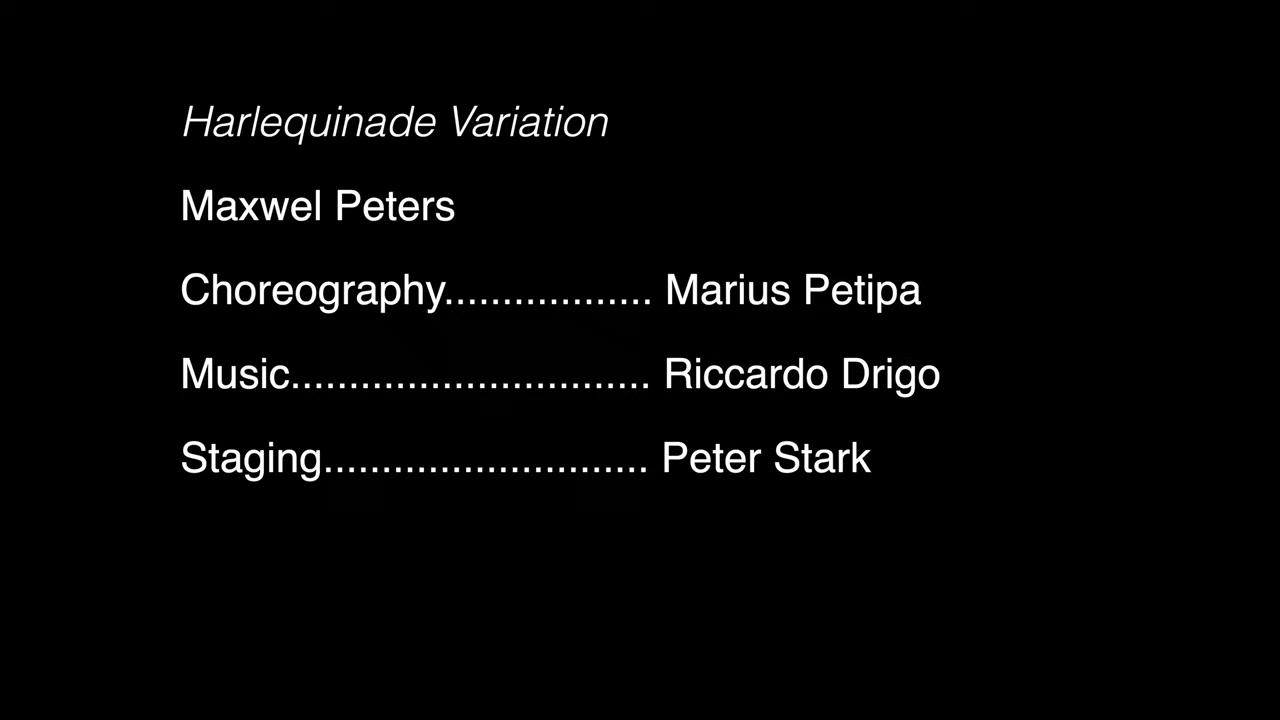 Harlequinade Variation
Maxwel Peters
Choreography.................. Marius Petipa
Music............................... Riccardo Drigo
Staging............................ Peter Stark